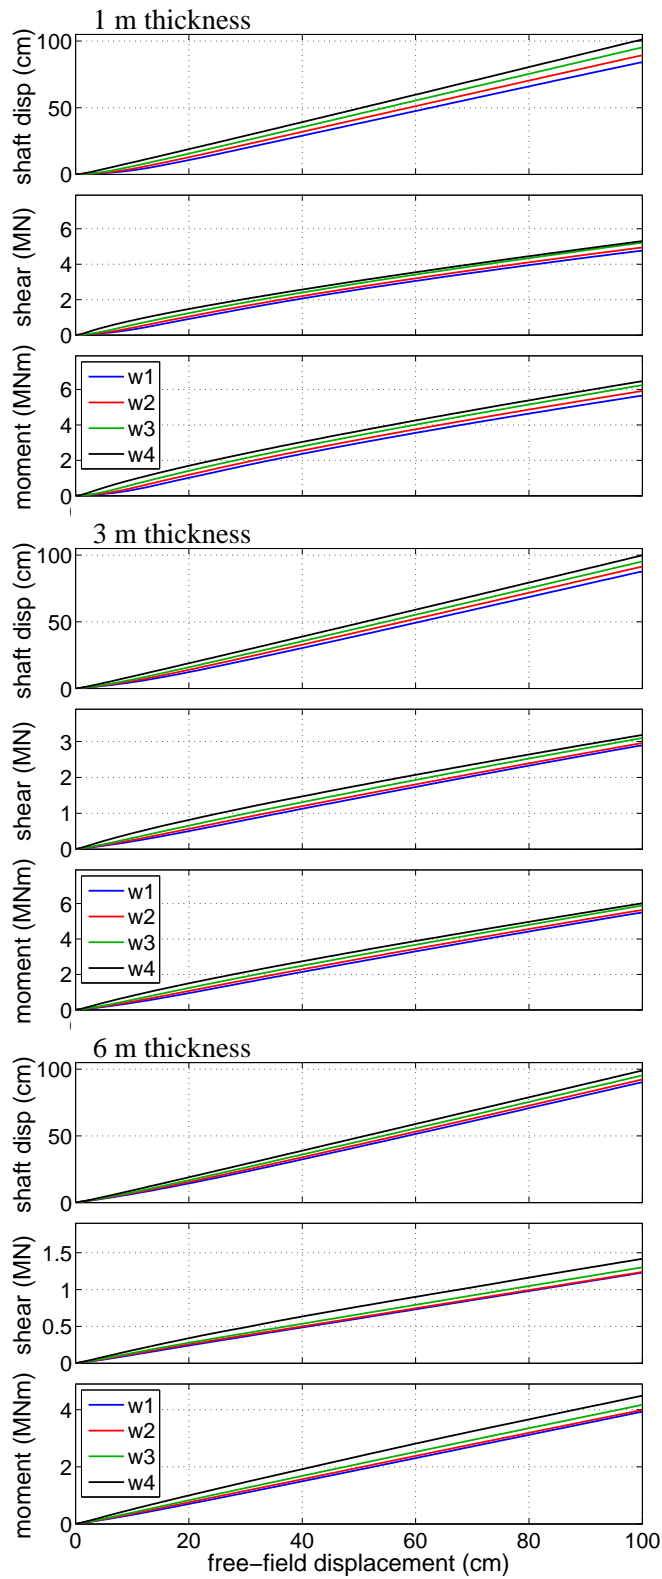 1 m thickness
shaft disp (cm)
100
50
0
shear (MN)
6
4
2
0
moment (MNm)
6
4
2
0
w1
w2
w3
w4
3 m thickness
shaft disp (cm)
100
50
0
shear (MN)
3
2
1
0
moment (MNm)
6
4
2
0
w1
w2
w3
w4
6 m thickness
shaft disp (cm)
100
50
0
shear (MN)
1.5
1
0.5
0
moment (MNm)
4
2
0
w1
w2
w3
w4
0 20 40 60 80 100
free−field displacement (cm)